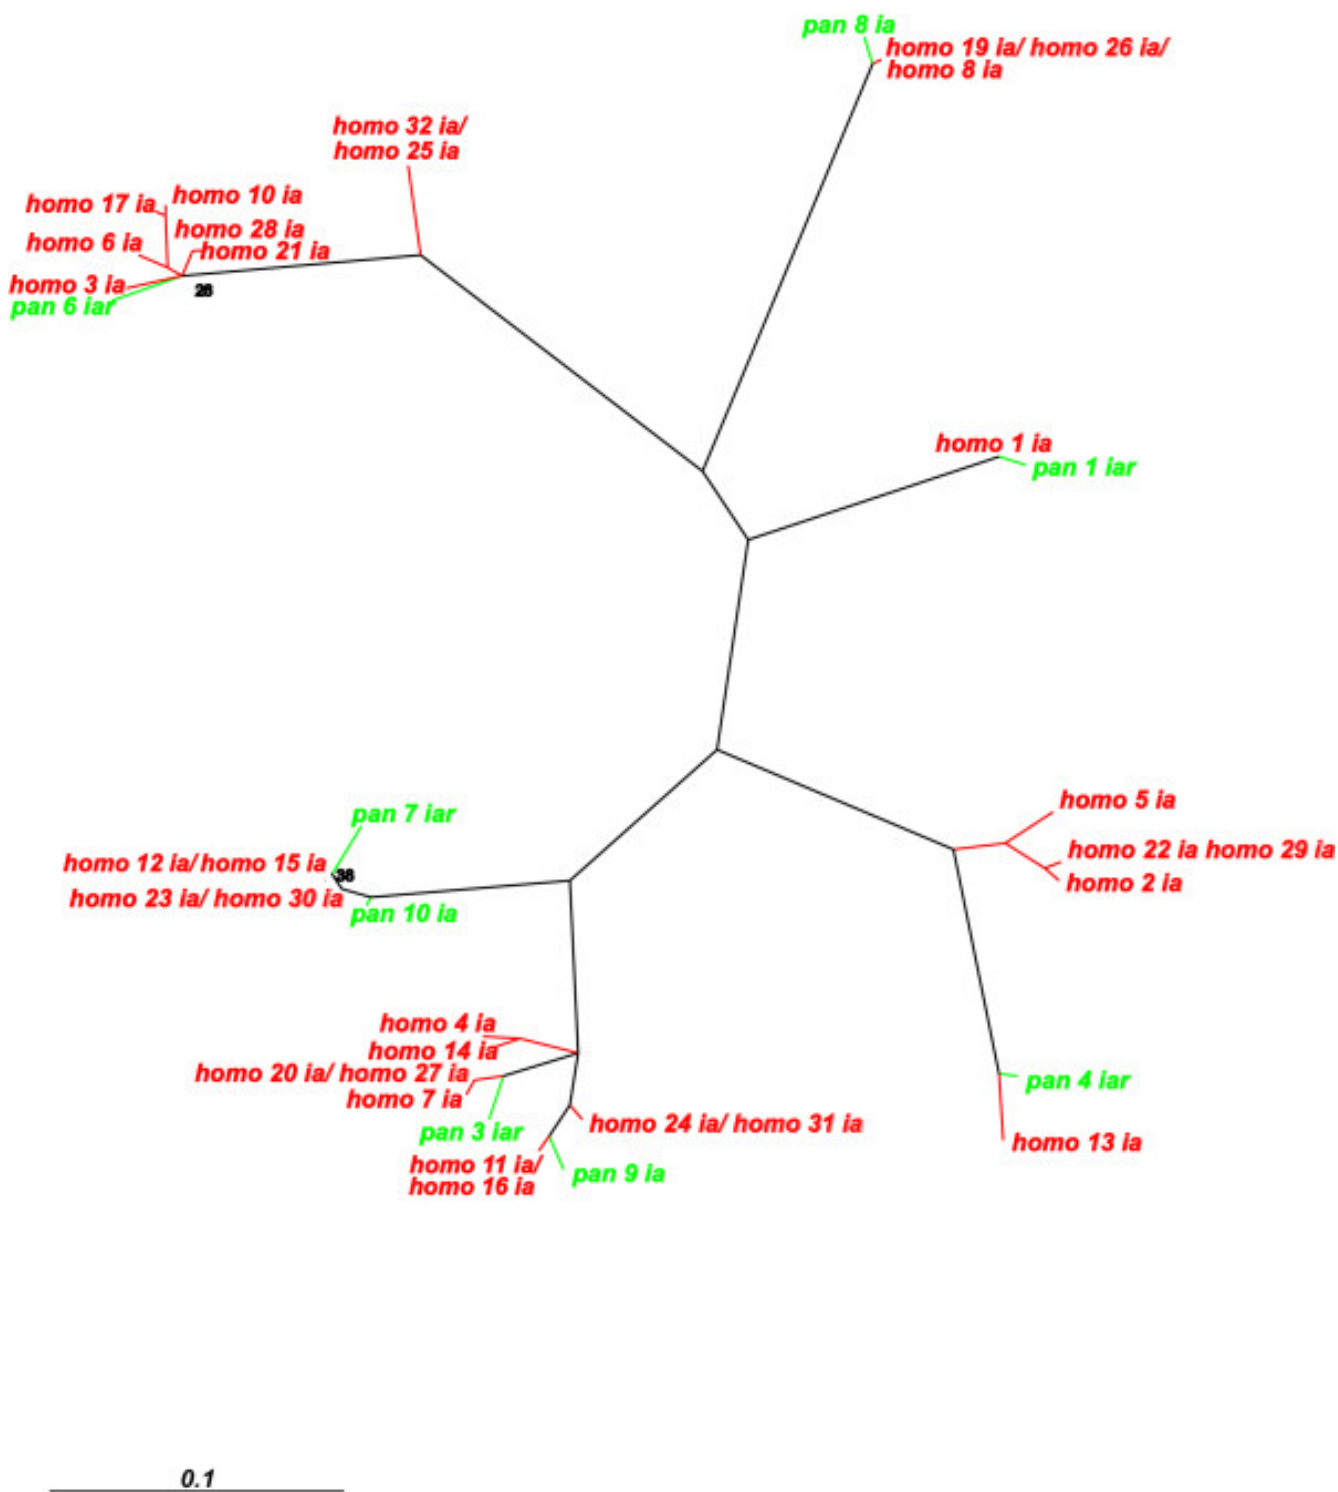 pan 8 ia
homo 19 ia/ homo 26 ia/
homo 8 ia
homo 32 ia/
homo 25 ia
homo 17 ia
homo 10 ia
homo 28 ia
homo 6 ia
homo 21 ia
homo 3 ia
pan 6 iar
26
homo 1 ia
pan 1 iar
homo 5 ia
pan 7 iar
homo 22 ia homo 29 ia
homo 2 ia
homo 12 ia/ homo 15 ia
36
homo 23 ia/ homo 30 ia
pan 10 ia
homo 4 ia
homo 14 ia
homo 20 ia/ homo 27 ia
homo 7 ia
pan 4 iar
homo 24 ia/ homo 31 ia
pan 3 iar
homo 13 ia
homo 11 ia/
homo 16 ia
pan 9 ia
0.1